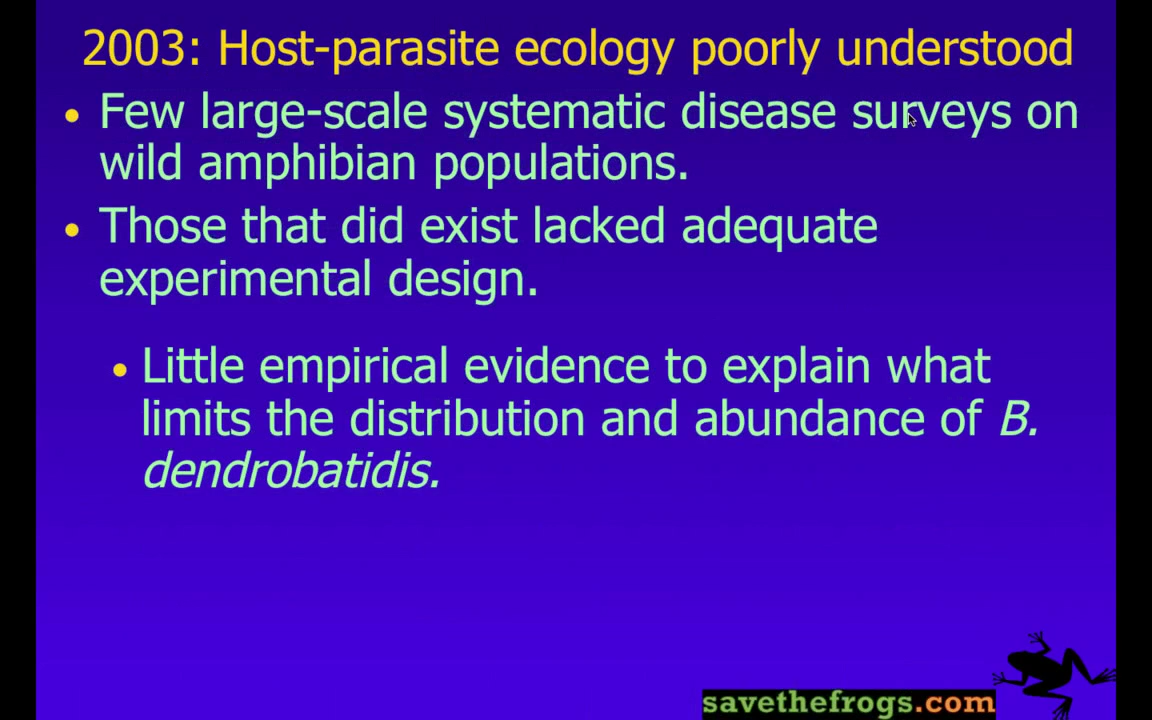 2003: Host-parasite ecology poorly understood
• Few large-scale systematic disease surveys on
wild amphibian populations.
• Those that did exist lacked adequate
experimental design.
• Little empirical evidence to explain what
limits the distribution and abundance of B.
dendrobatidis.
savethefrogs.com